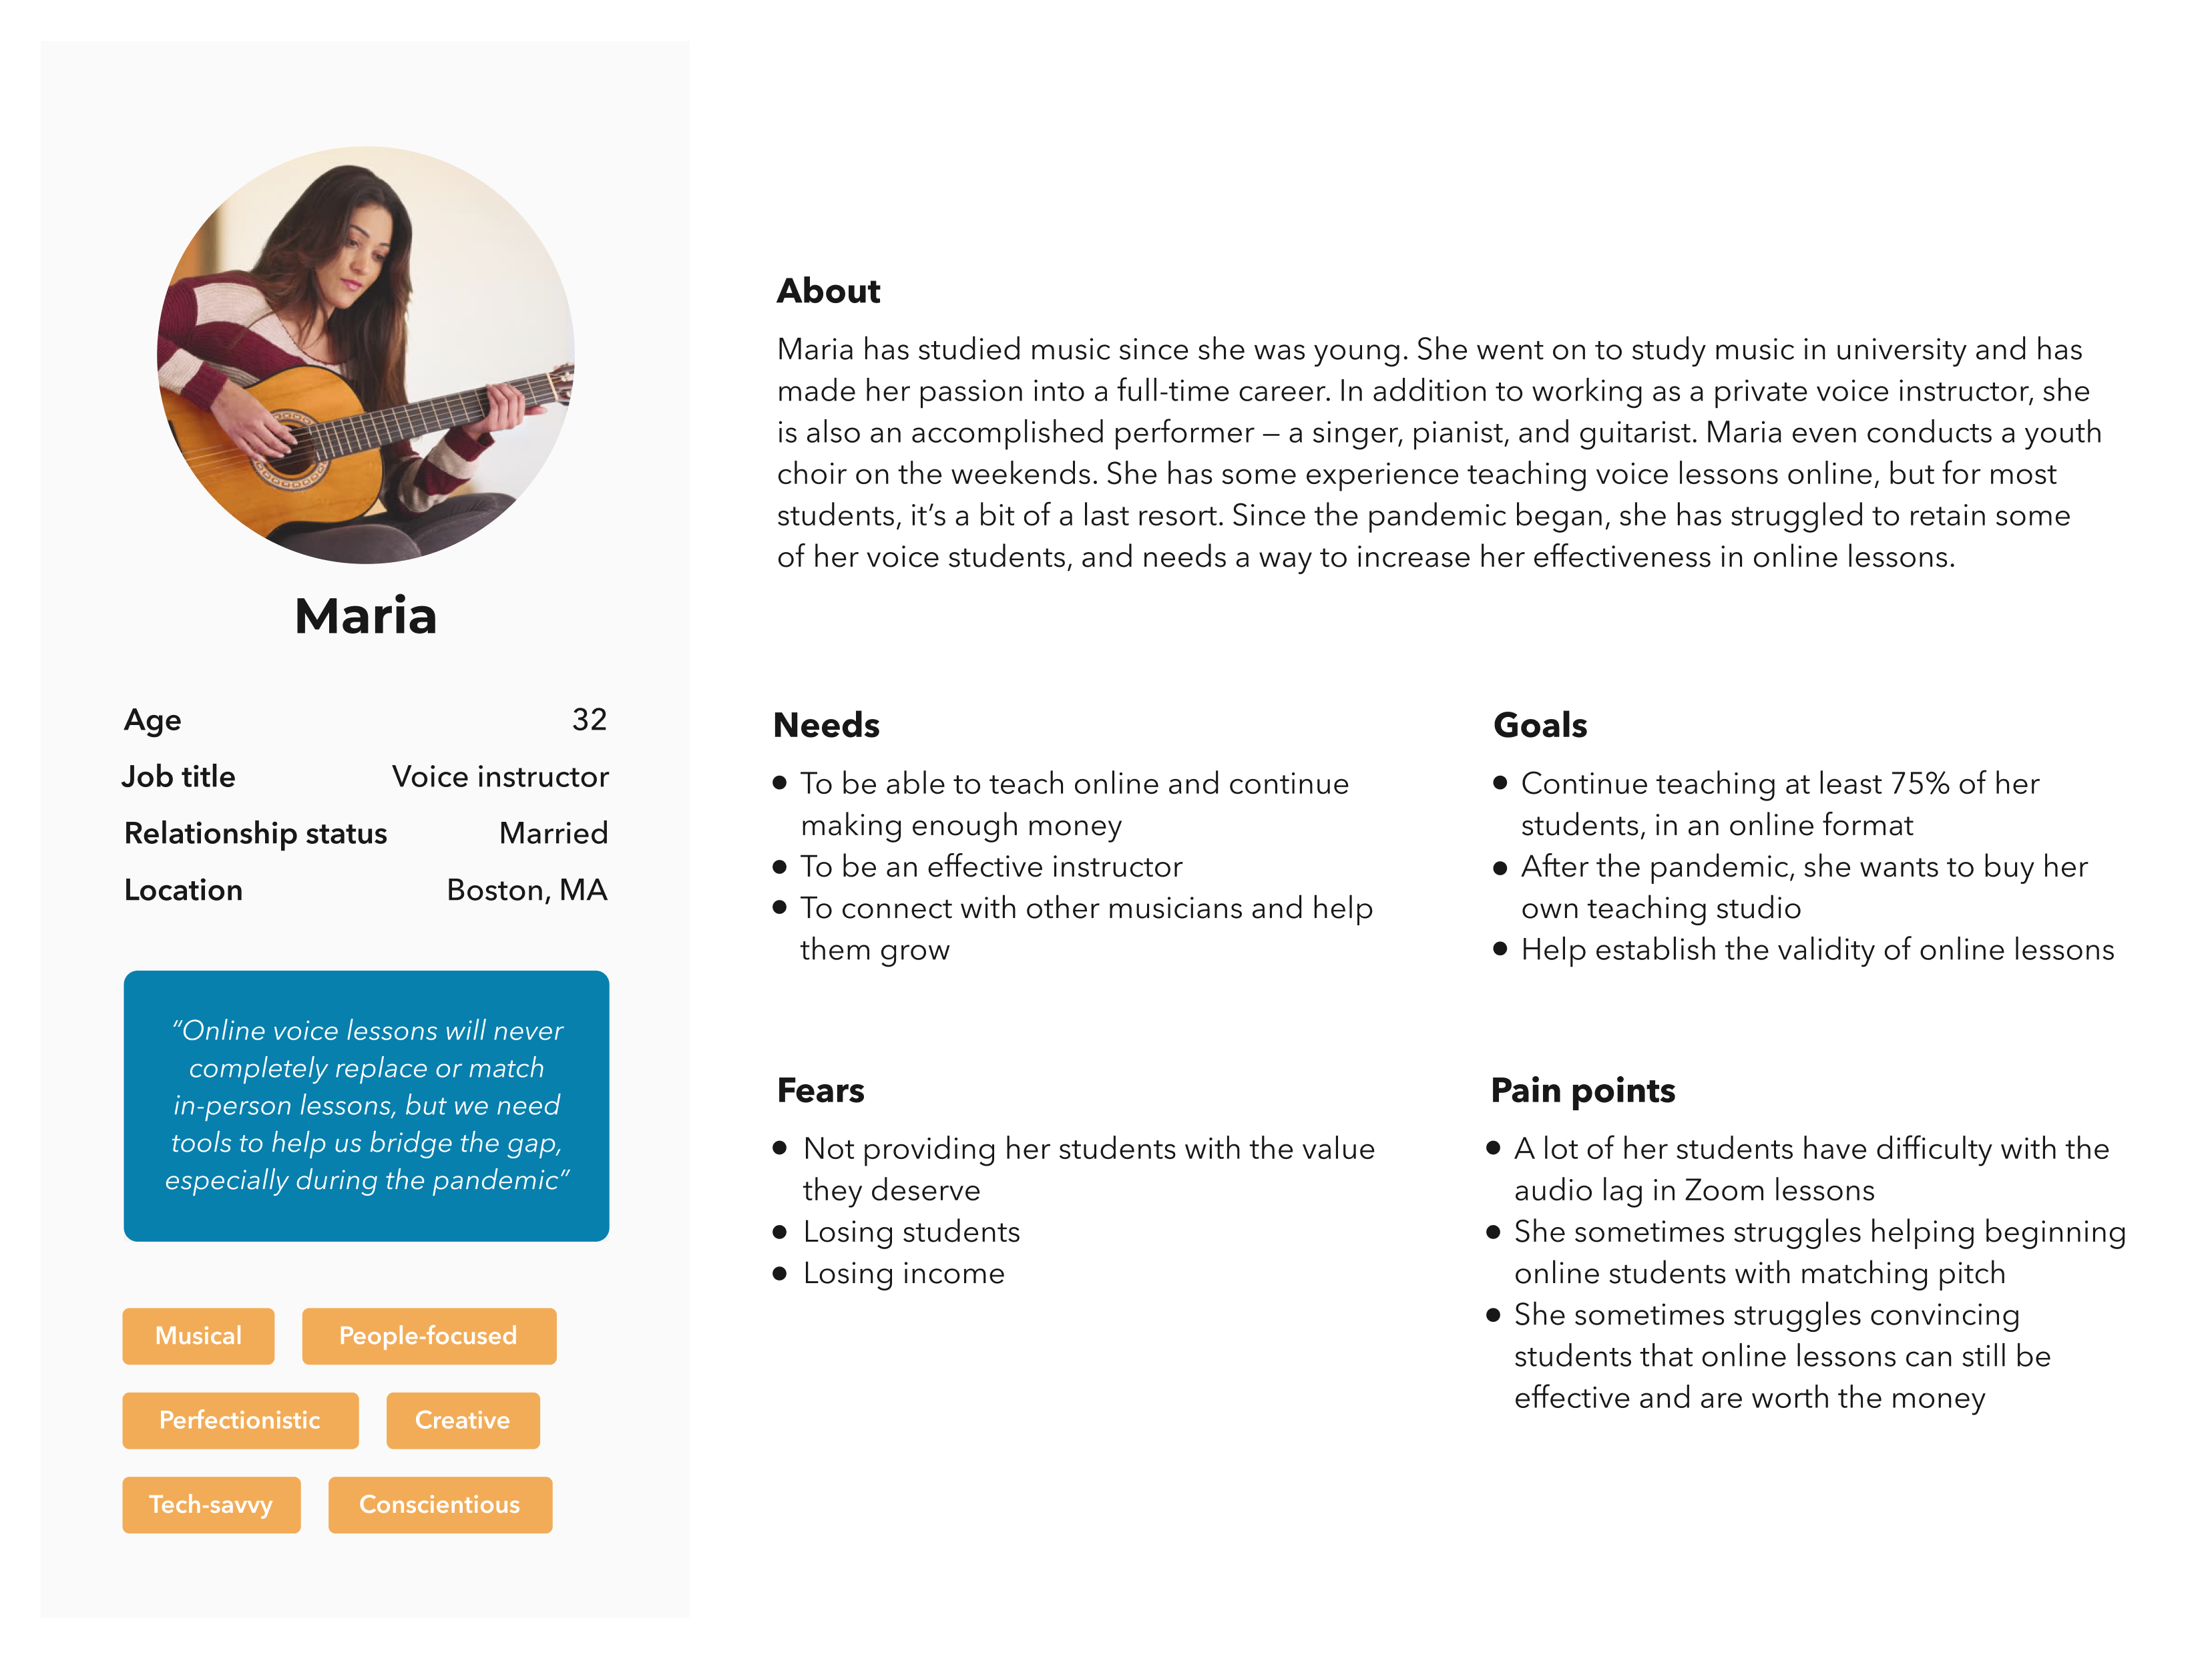 Maria
Age 32
Job title Voice instructor
Relationship status Married
Location Boston, MA
“Online voice lessons will never
completely replace or match
in-person lessons, but we need
tools to help us bridge the gap,
especially during the pandemic”
Musical People-focused
Perfectionistic Creative
Tech-savvy Conscientious
About
Maria has studied music since she was young. She went on to study music in university and has
made her passion into a full-time career. In addition to working as a private voice instructor, she
is also an accomplished performer – a singer, pianist, and guitarist. Maria even conducts a youth
choir on the weekends. She has some experience teaching voice lessons online, but for most
students, it’s a bit of a last resort. Since the pandemic began, she has struggled to retain some
of her voice students, and needs a way to increase her effectiveness in online lessons.
Needs
● To be able to teach online and continue
making enough money
● To be an effective instructor
● To connect with other musicians and help
them grow
Goals
● Continue teaching at least 75% of her
students, in an online format
● After the pandemic, she wants to buy her
own teaching studio
● Help establish the validity of online lessons
Fears
● Not providing her students with the value
they deserve
● Losing students
● Losing income
Pain points
● A lot of her students have difficulty with the
audio lag in Zoom lessons
● She sometimes struggles helping beginning
online students with matching pitch
● She sometimes struggles convincing
students that online lessons can still be
effective and are worth the money